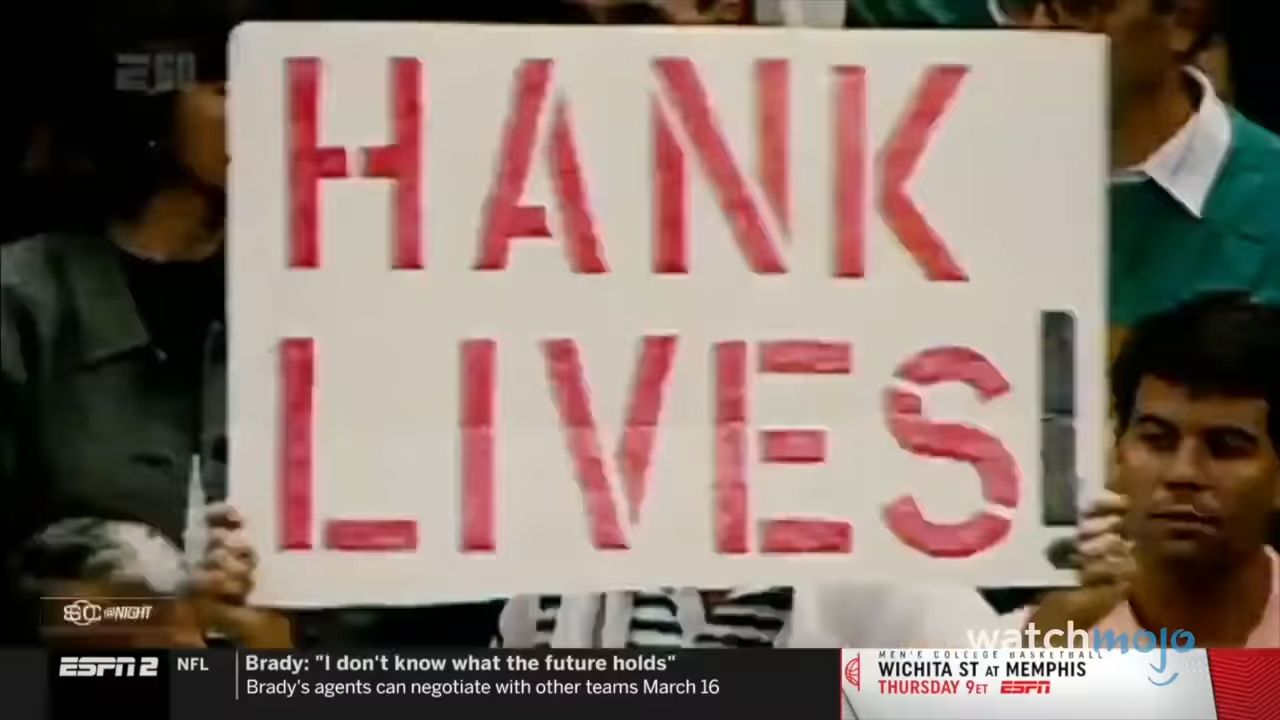 E60
HANK
LIVES!
SC @NIGHT
watchmojo
ESPN2
NFL
Brady: "I don't know what the future holds"
Brady's agents can negotiate with other teams March 16
MEN'S COLLEGE BASKETBALL
WICHITA ST AT MEMPHIS
THURSDAY 9ET ESPN